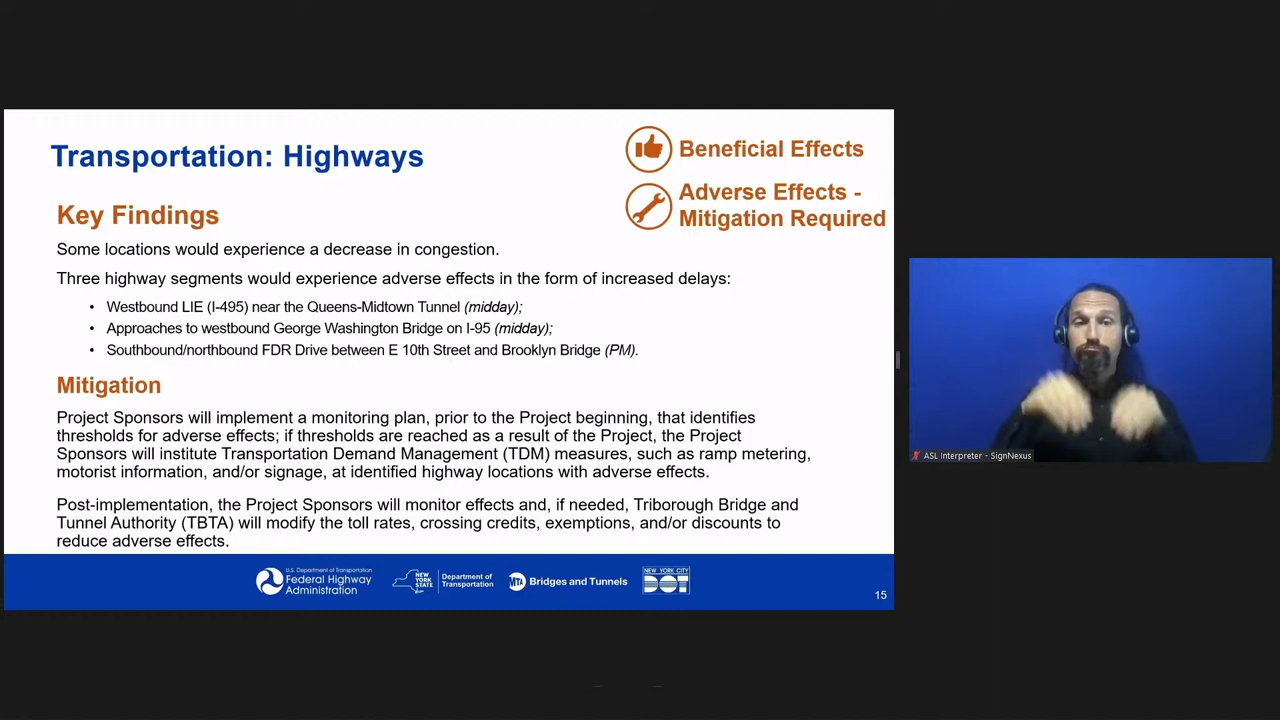 Transportation: Highways
Beneficial Effects
Adverse Effects -
Mitigation Required
Key Findings
Some locations would experience a decrease in congestion.
Three highway segments would experience adverse effects in the form of increased delays:
• Westbound LIE (I-495) near the Queens-Midtown Tunnel (midday);
• Approaches to westbound George Washington Bridge on I-95 (midday);
• Southbound/northbound FDR Drive between E 10th Street and Brooklyn Bridge (PM).
Mitigation
Project Sponsors will implement a monitoring plan, prior to the Project beginning, that identifies
thresholds for adverse effects; if thresholds are reached as a result of the Project, the Project
Sponsors will institute Transportation Demand Management (TDM) measures, such as ramp metering,
motorist information, and/or signage, at identified highway locations with adverse effects.
Post-implementation, the Project Sponsors will monitor effects and, if needed, Triborough Bridge and
Tunnel Authority (TBTA) will modify the toll rates, crossing credits, exemptions, and/or discounts to
reduce adverse effects.
U.S. Department of Transportation
Federal Highway
Administration
NEW
YORK
STATE
Department of
Transportation
MTA
Bridges and Tunnels
NEW YORK CITY
DOT
15
ASL Interpreter - SignNexus